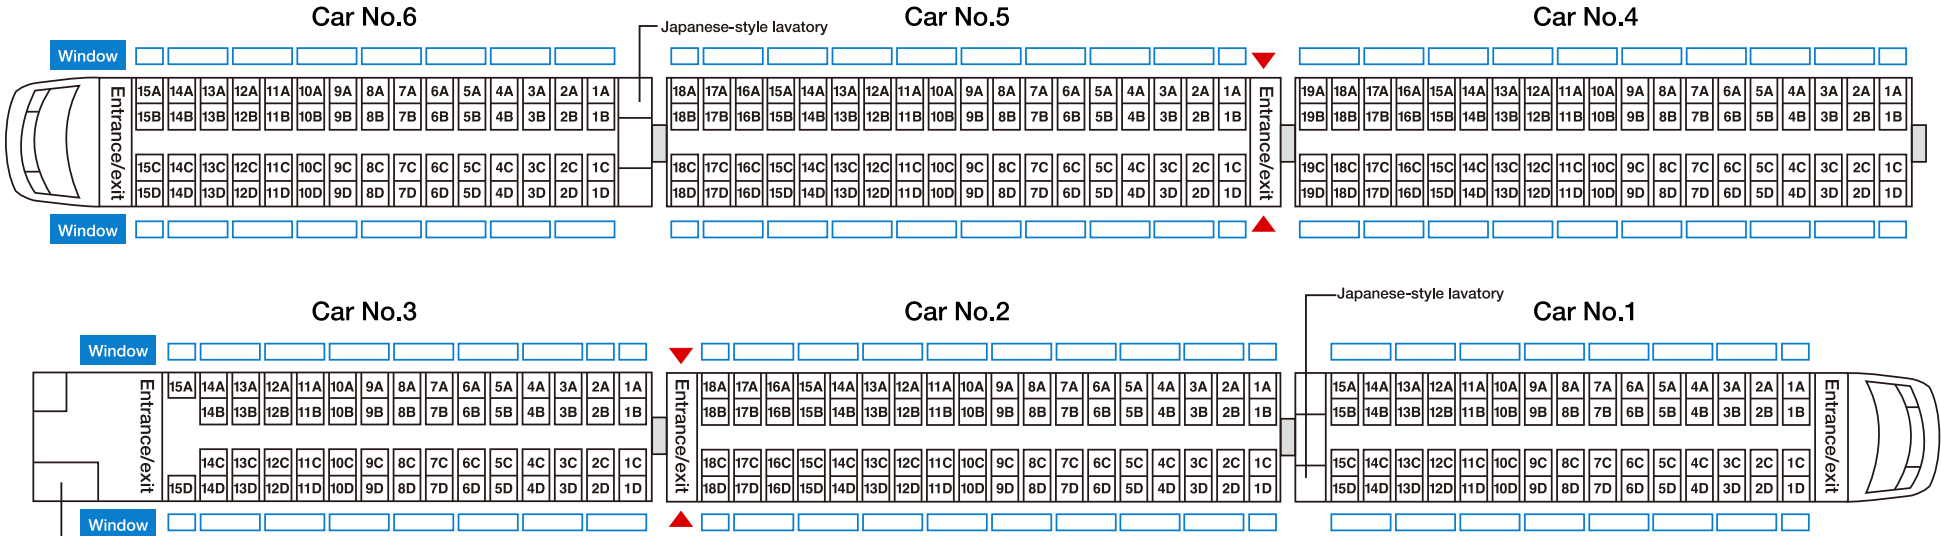 Car No.6 Car No.5 Car No.4
Japanese-style lavatory
Window
15A 14A 13A 12A 11A 10A 9A 8A 7A 6A 5A 4A 3A 2A 1A 18A 17A 16A 15A 14A 13A 12A 11A 10A 9A 8A 7A 6A 5A 4A 3A 2A 1A 19A 18A 17A 16A 15A 14A 13A 12A 11A 10A 9A 8A 7A 6A 5A 4A 3A 2A 1A
15B 14B 13B 12B 11B 10B 9B 8B 7B 6B 5B 4B 3B 2B 1B 18B 17B 16B 15B 14B 13B 12B 11B 10B 9B 8B 7B 6B 5B 4B 3B 2B 1B 19B 18B 17B 16B 15B 14B 13B 12B 11B 10B 9B 8B 7B 6B 5B 4B 3B 2B 1B
Entrance/exit
Entrance/exit
15C 14C 13C 12C 11C 10C 9C 8C 7C 6C 5C 4C 3C 2C 1C 18C 17C 16C 15C 14C 13C 12C 11C 10C 9C 8C 7C 6C 5C 4C 3C 2C 1C 19C 18C 17C 16C 15C 14C 13C 12C 11C 10C 9C 8C 7C 6C 5C 4C 3C 2C 1C
15D 14D 13D 12D 11D 10D 9D 8D 7D 6D 5D 4D 3D 2D 1D 18D 17D 16D 15D 14D 13D 12D 11D 10D 9D 8D 7D 6D 5D 4D 3D 2D 1D 19D 18D 17D 16D 15D 14D 13D 12D 11D 10D 9D 8D 7D 6D 5D 4D 3D 2D 1D
Window
Japanese-style lavatory
Car No.3 Car No.2 Car No.1
Window
15A 14A 13A 12A 11A 10A 9A 8A 7A 6A 5A 4A 3A 2A 1A 18A 17A 16A 15A 14A 13A 12A 11A 10A 9A 8A 7A 6A 5A 4A 3A 2A 1A 15A 14A 13A 12A 11A 10A 9A 8A 7A 6A 5A 4A 3A 2A 1A
14B 13B 12B 11B 10B 9B 8B 7B 6B 5B 4B 3B 2B 1B 18B 17B 16B 15B 14B 13B 12B 11B 10B 9B 8B 7B 6B 5B 4B 3B 2B 1B 15B 14B 13B 12B 11B 10B 9B 8B 7B 6B 5B 4B 3B 2B 1B
Entrance/exit
Entrance/exit
Entrance/exit
14C 13C 12C 11C 10C 9C 8C 7C 6C 5C 4C 3C 2C 1C 18C 17C 16C 15C 14C 13C 12C 11C 10C 9C 8C 7C 6C 5C 4C 3C 2C 1C 15C 14C 13C 12C 11C 10C 9C 8C 7C 6C 5C 4C 3C 2C 1C
15D 14D 13D 12D 11D 10D 9D 8D 7D 6D 5D 4D 3D 2D 1D 18D 17D 16D 15D 14D 13D 12D 11D 10D 9D 8D 7D 6D 5D 4D 3D 2D 1D 15D 14D 13D 12D 11D 10D 9D 8D 7D 6D 5D 4D 3D 2D 1D
Window